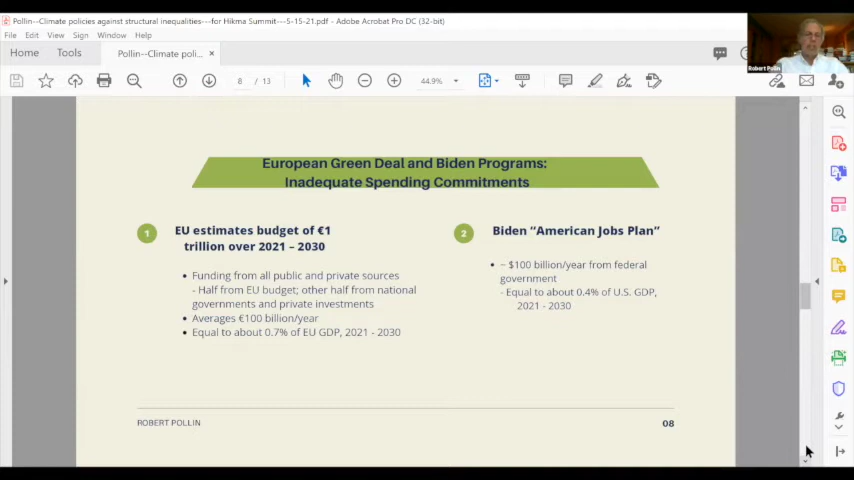 Pollin--Climate policies against structural inequalities---for Hikma Summit---5-15-21.pdf - Adobe Acrobat Pro DC (32-bit)
File Edit View Sign Window Help
Home Tools Pollin--Climate poli... ×
8 / 13 44.9%
Robert Pollin
European Green Deal and Biden Programs:
Inadequate Spending Commitments
1 EU estimates budget of €1
trillion over 2021 – 2030
• Funding from all public and private sources
- Half from EU budget; other half from national
governments and private investments
• Averages €100 billion/year
• Equal to about 0.7% of EU GDP, 2021 - 2030
2 Biden “American Jobs Plan”
• ~ $100 billion/year from federal
government
- Equal to about 0.4% of U.S. GDP,
2021 - 2030
ROBERT POLLIN 08